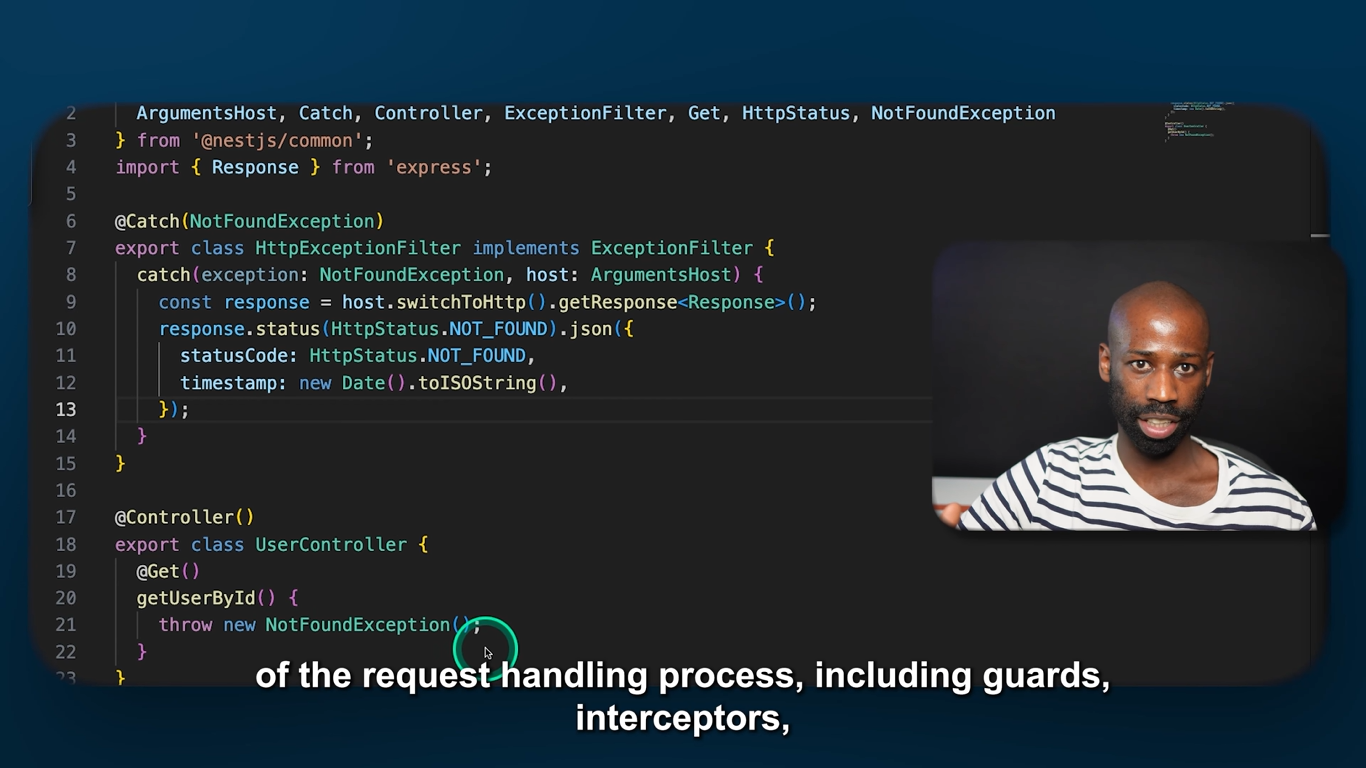 2 ArgumentsHost, Catch, Controller, ExceptionFilter, Get, HttpStatus, NotFoundException
3 } from '@nestjs/common';
4 import { Response } from 'express';
5
6 @Catch(NotFoundException)
7 export class HttpExceptionFilter implements ExceptionFilter {
8 catch(exception: NotFoundException, host: ArgumentsHost) {
9 const response = host.switchToHttp().getResponse<Response>();
10 response.status(HttpStatus.NOT_FOUND).json({
11 statusCode: HttpStatus.NOT_FOUND,
12 timestamp: new Date().toISOString(),
13 });
14 }
15 }
16
17 @Controller()
18 export class UserController {
19 @Get()
20 getUserById() {
21 throw new NotFoundException();
22 }
23 }
of the request handling process, including guards,
interceptors,